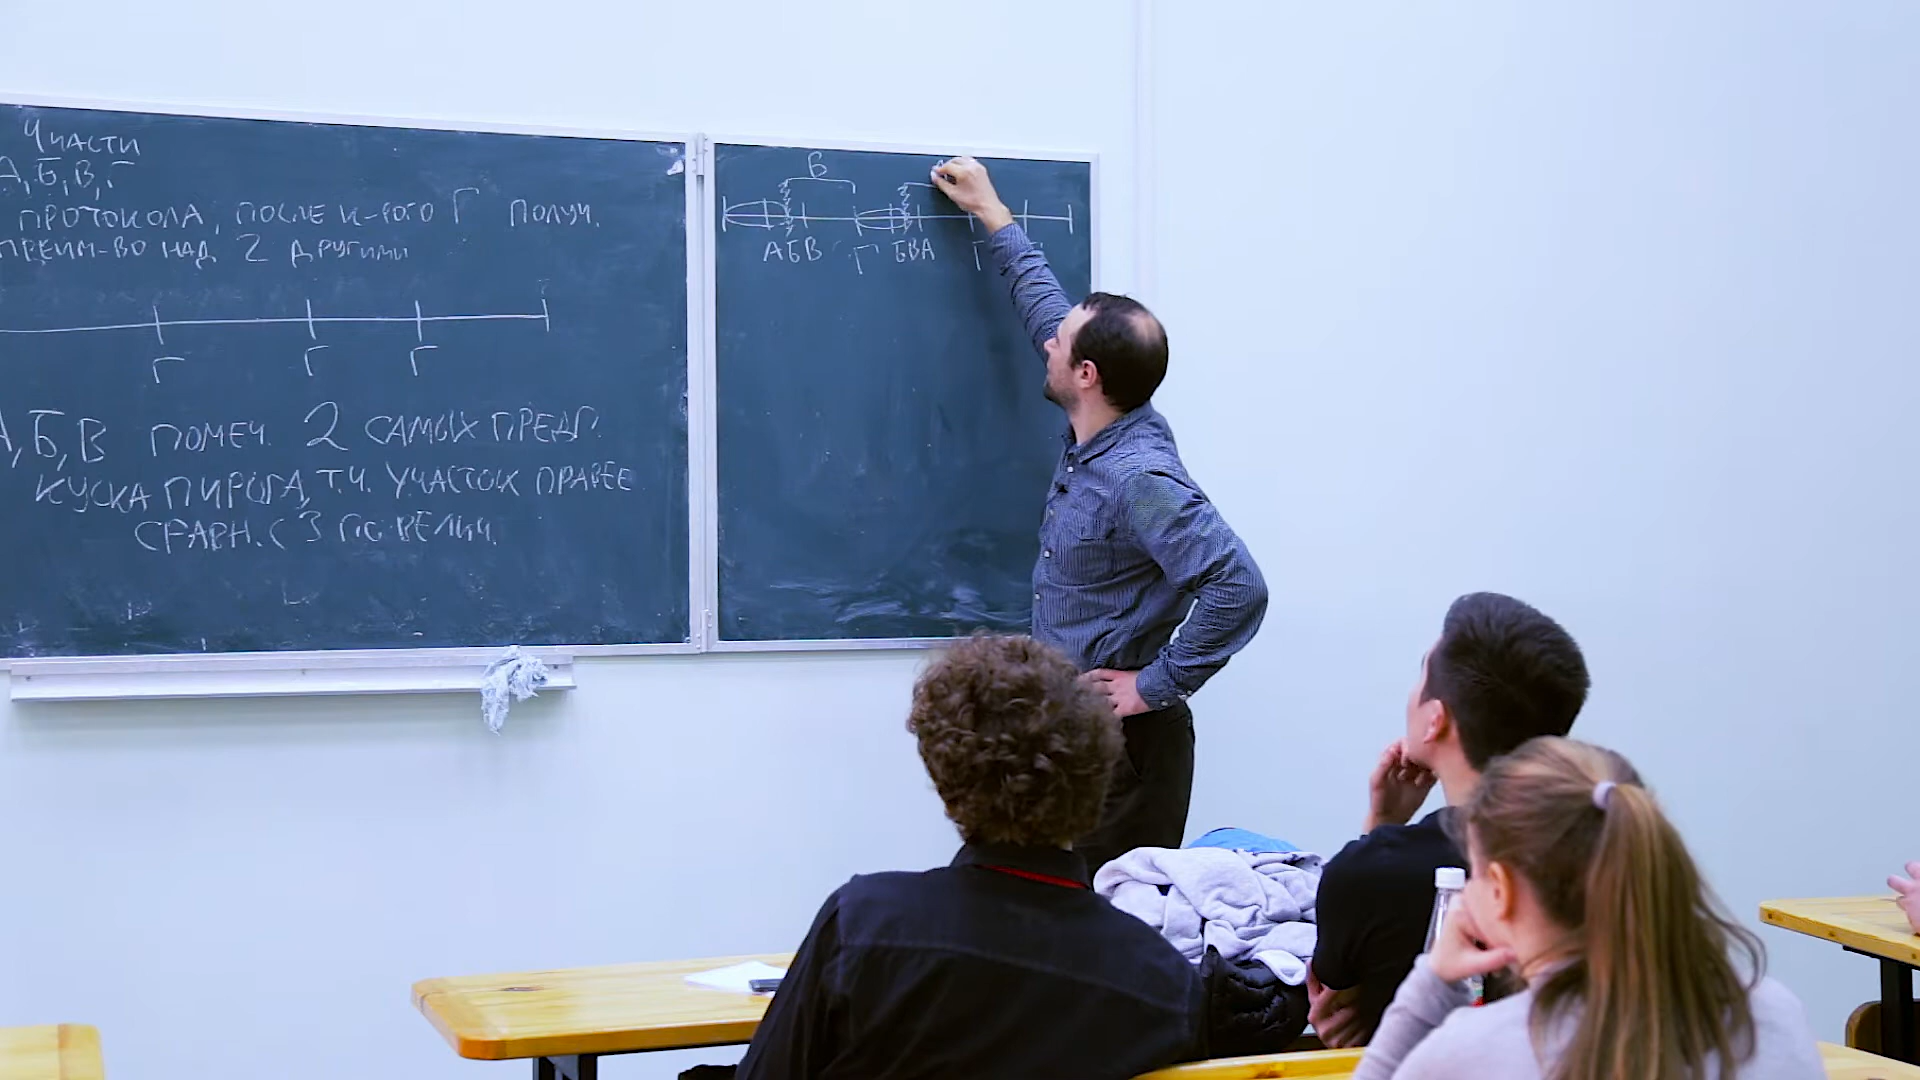 Ч ЧАСТИ
А, Б, В, Г
ПРОТОКОЛА, ПОСЛЕ К-РОГО Г ПОЛУЧ.
ПРЕИМ-ВО НАД 2 ДРУГИМИ
Г Г Г
А, Б, В ПОМЕЧ. 2 САМЫХ ПРЕДП.
КУСКА ПИРОГА, Т.Ч. УЧАСТОК ПРАВЕЕ
СРАВН. С 3 ПО ВЕЛИЧ.
Б
АБВ Г БВА Г